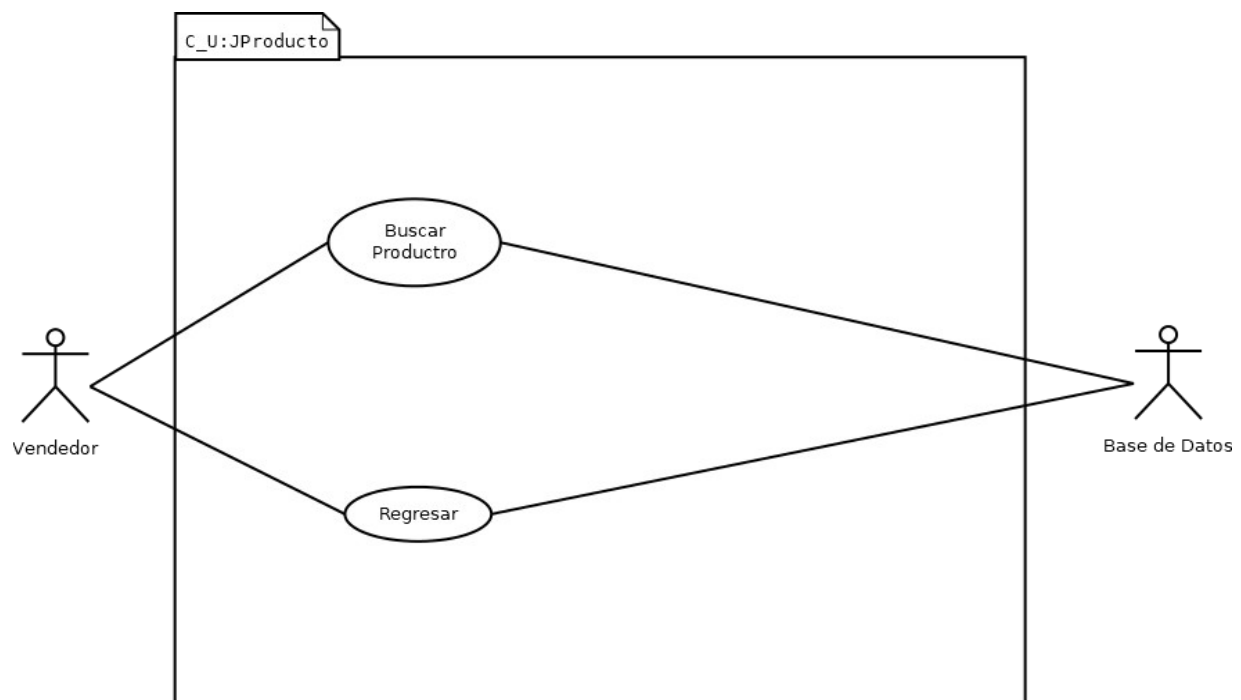 C_U:JProducto
Buscar
Productro
Vendedor
Base de Datos
Regresar